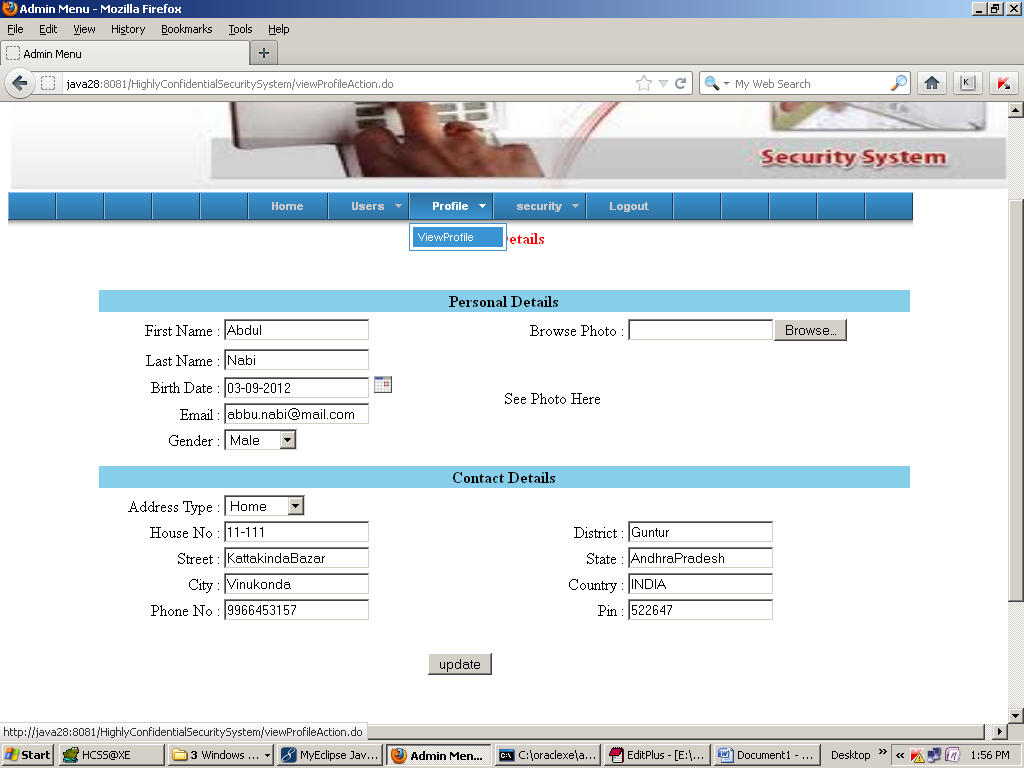 Admin Menu - Mozilla Firefox
File Edit View History Bookmarks Tools Help
Admin Menu
java28:8081/HighlyConfidentialSecuritySystem/viewProfileAction.do
My Web Search
Security System
Home Users Profile security Logout
ViewProfile
etails
Personal Details
First Name : Abdul Browse Photo : Browse...
Last Name : Nabi
Birth Date : 03-09-2012
See Photo Here
Email : abbu.nabi@mail.com
Gender : Male
Contact Details
Address Type : Home
House No : 11-111 District : Guntur
Street : KattakindaBazar State : AndhraPradesh
City : Vinukonda Country : INDIA
Phone No : 9966453157 Pin : 522647
update
http://java28:8081/HighlyConfidentialSecuritySystem/viewProfileAction.do
Start HCSS@XE 3 Windows ... MyEclipse Jav... Admin Men... C:\oraclexe\a... EditPlus - [E:\... Document1 - ... Desktop » « 1:56 PM